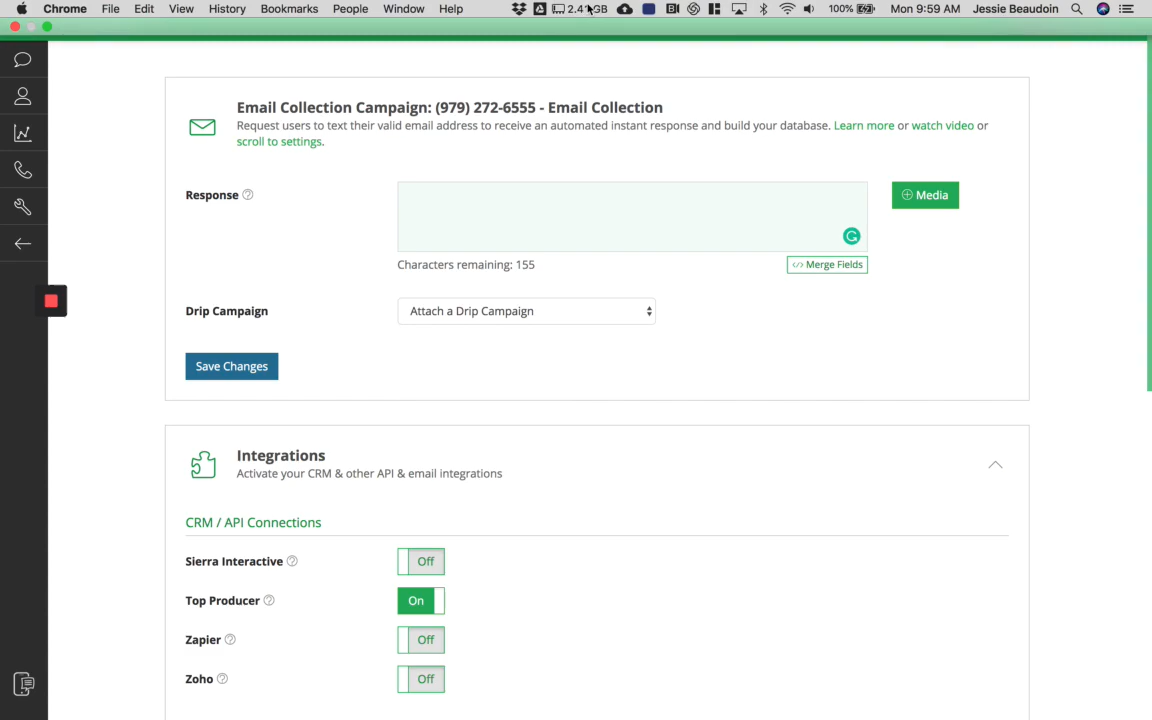 Chrome File Edit View History Bookmarks People Window Help 100% Mon 9:59 AM Jessie Beaudoin
Email Collection Campaign: (979) 272-6555 - Email Collection
Request users to text their valid email address to receive an automated instant response and build your database. Learn more or watch video or
scroll to settings.
Response
Media
Characters remaining: 155
</> Merge Fields
Drip Campaign
Attach a Drip Campaign
Save Changes
Integrations
Activate your CRM & other API & email integrations
CRM / API Connections
Sierra Interactive
Off
Top Producer
On
Zapier
Off
Zoho
Off